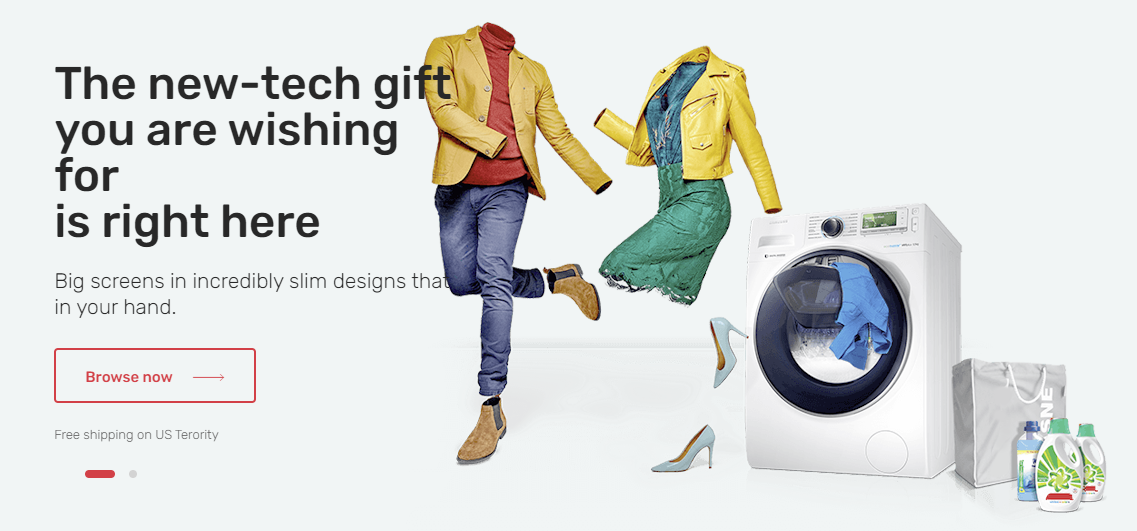 The new-tech gift
you are wishing
for
is right here
Big screens in incredibly slim designs that
in your hand.
Browse now
Free shipping on US Terority